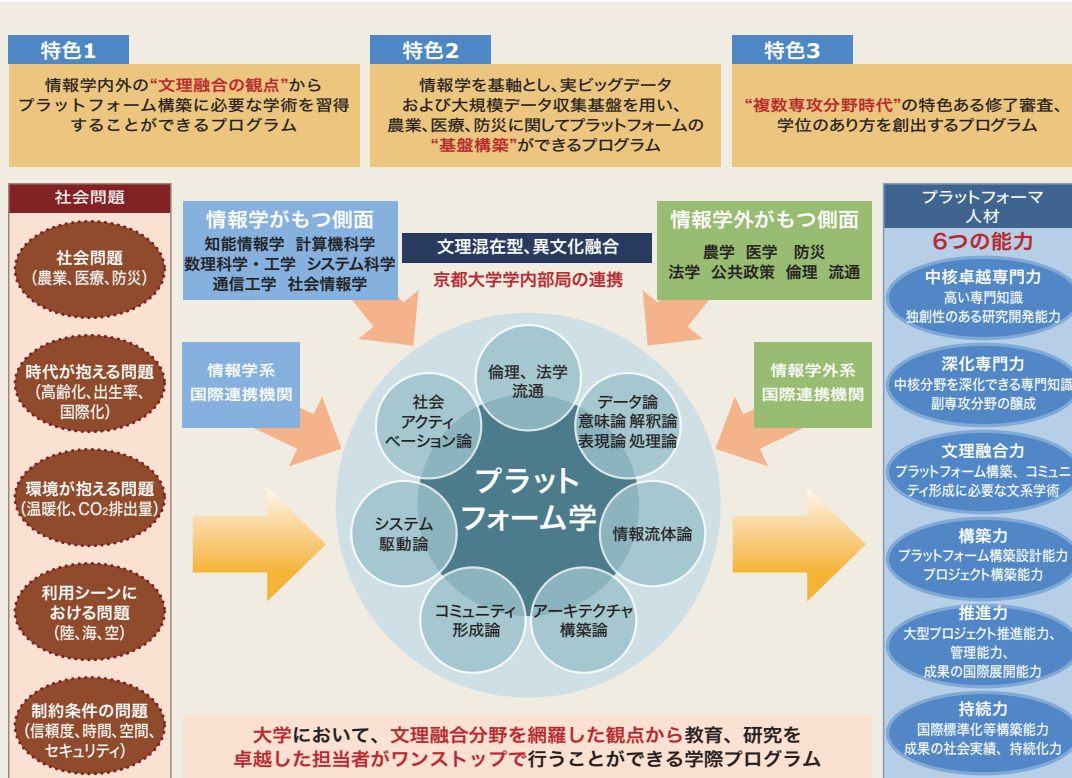 特色1
情報学内外の“文理融合の観点”から
プラットフォーム構築に必要な学術を習得
することができるプログラム
特色2
情報学を基軸とし、実ビッグデータ
および大規模データ収集基盤を用い、
農業、医療、防災に関してプラットフォームの
“基盤構築”ができるプログラム
特色3
“複数専攻分野時代”の特色ある修了審査、
学位のあり方を創出するプログラム
社会問題
社会問題
(農業、医療、防災)
時代が抱える問題
(高齢化、出生率、
国際化)
環境が抱える問題
(温暖化、CO₂排出量)
利用シーンに
おける問題
(陸、海、空)
制約条件の問題
(信頼度、時間、空間、
セキュリティ)
情報学がもつ側面
知能情報学 計算機科学
数理科学・工学 システム科学
通信工学 社会情報学
文理混在型、異文化融合
京都大学学内部局の連携
情報学外がもつ側面
農学 医学 防災
法学 公共政策 倫理 流通
情報学系
国際連携機関
情報学外系
国際連携機関
倫理、法学
流通
社会
アクティ
ベーション論
データ論
意味論 解釈論
表現論 処理論
プラット
フォーム学
システム
駆動論
情報流体論
コミュニティ
形成論
アーキテクチャ
構築論
大学において、文理融合分野を網羅した観点から教育、研究を
卓越した担当者がワンストップで行うことができる学際プログラム
プラットフォーマ
人材
6つの能力
中核卓越専門力
高い専門知識
独創性のある研究開発能力
深化専門力
中核分野を深化できる専門知識
副専攻分野の醸成
文理融合力
プラットフォーム構築、コミュニ
ティ形成に必要な文系学術
構築力
プラットフォーム構築設計能力
プロジェクト構築能力
推進力
大型プロジェクト推進能力、
管理能力、
成果の国際展開能力
持続力
国際標準化等構築能力
成果の社会実績、持続化力